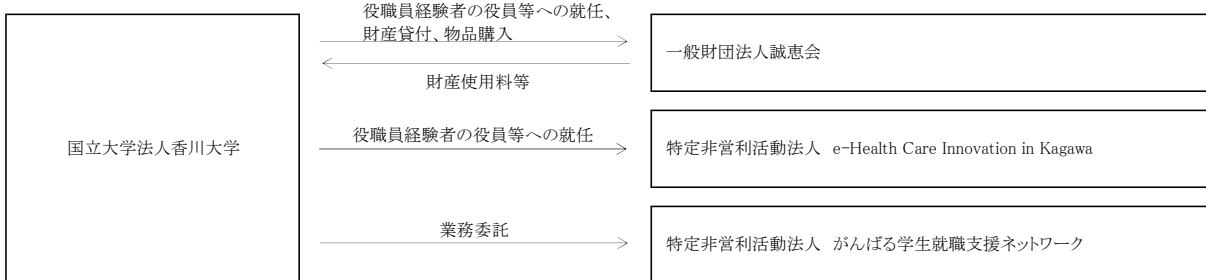 役職員経験者の役員等への就任、
財産貸付、物品購入
一般財団法人誠恵会
財産使用料等
国立大学法人香川大学
役職員経験者の役員等への就任
特定非営利活動法人 e-Health Care Innovation in Kagawa
業務委託
特定非営利活動法人 がんばる学生就職支援ネットワーク